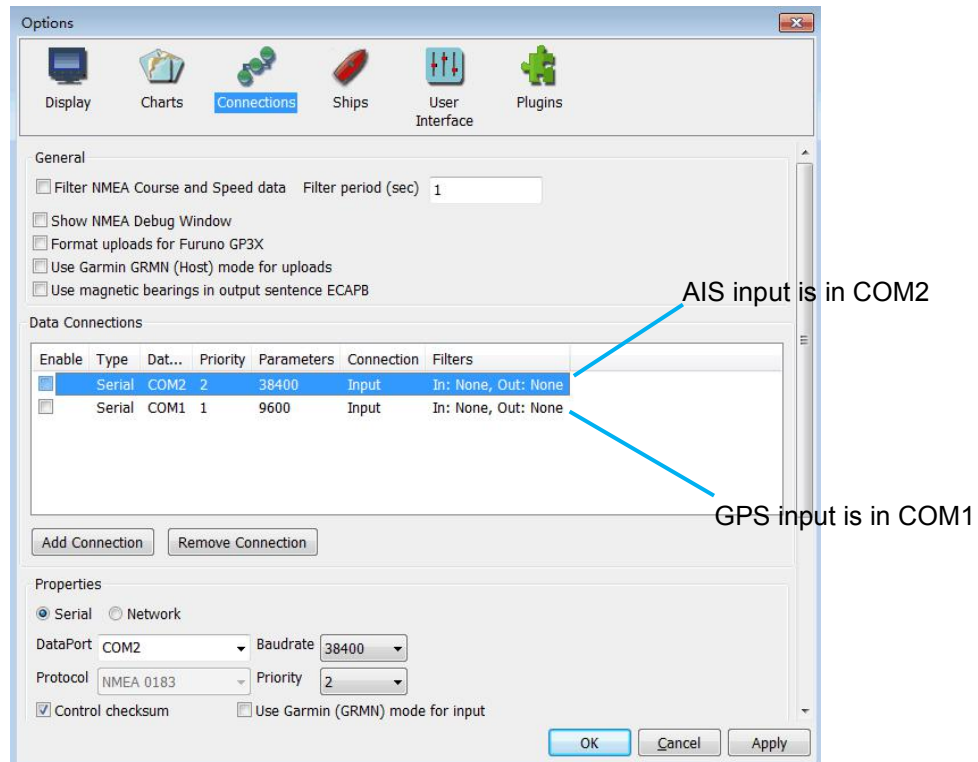 Options
Display Charts Connections Ships User Interface Plugins
General
Filter NMEA Course and Speed data Filter period (sec) 1
Show NMEA Debug Window
Format uploads for Furuno GP3X
Use Garmin GRMN (Host) mode for uploads
Use magnetic bearings in output sentence ECAPB
AIS input is in COM2
Data Connections
Enable Type Dat... Priority Parameters Connection Filters
Serial COM2 2 38400 Input In: None, Out: None
Serial COM1 1 9600 Input In: None, Out: None
GPS input is in COM1
Add Connection Remove Connection
Properties
Serial Network
DataPort COM2 Baudrate 38400
Protocol NMEA 0183 Priority 2
Control checksum Use Garmin (GRMN) mode for input
OK Cancel Apply